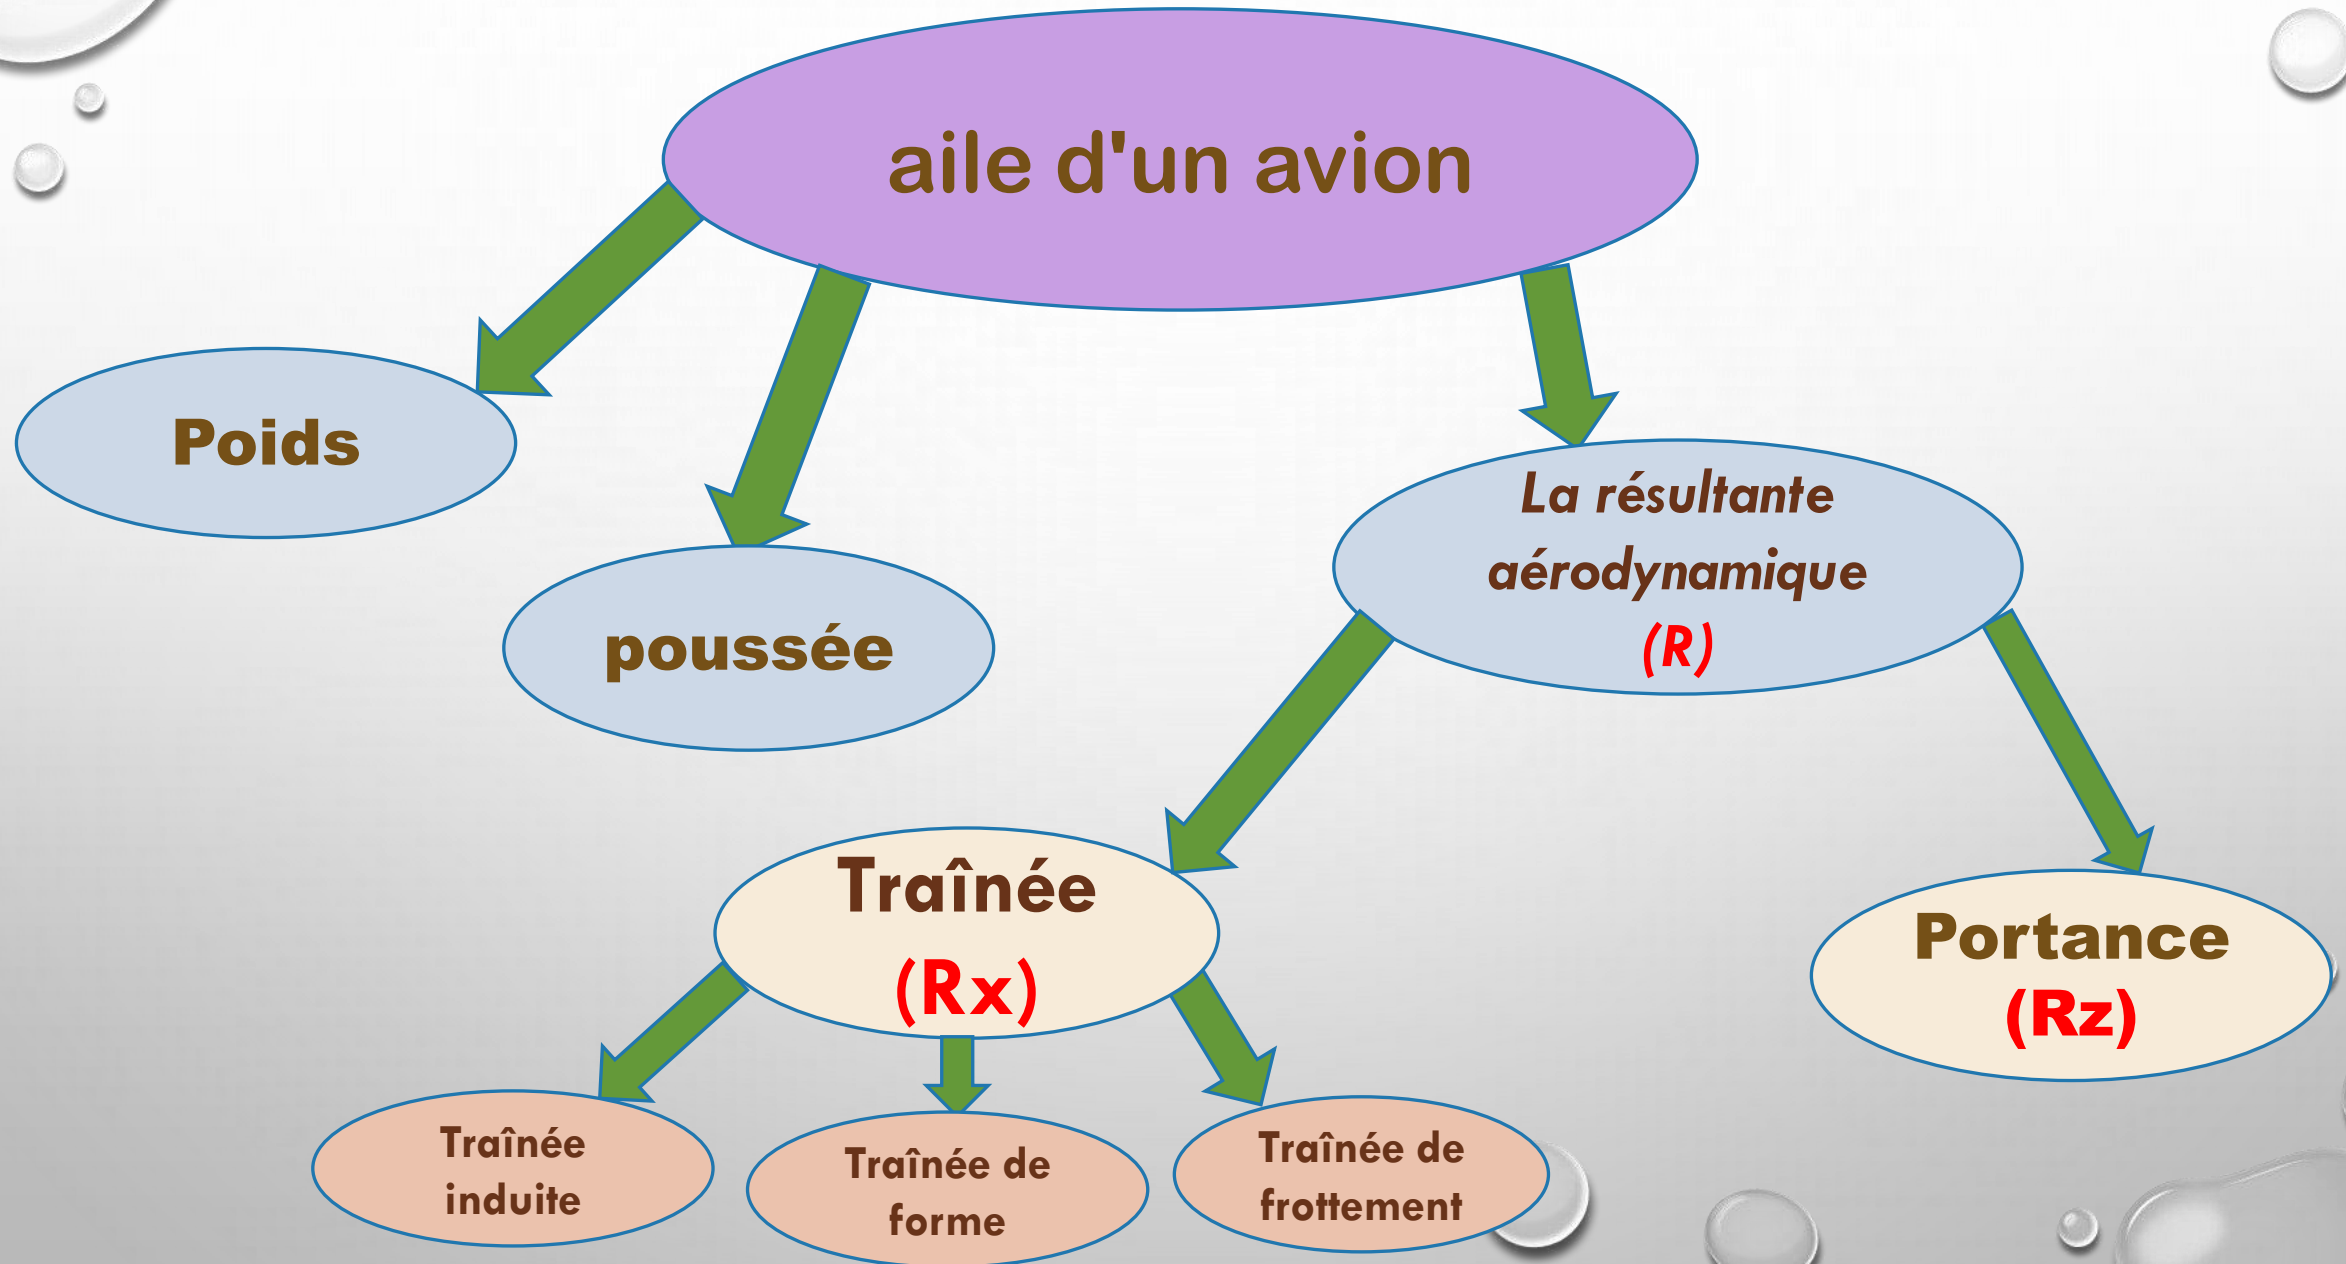 aile d'un avion
Poids
poussée
La résultante
aérodynamique
(R)
Traînée
(Rx)
Portance
(Rz)
Traînée
induite
Traînée de
forme
Traînée de
frottement